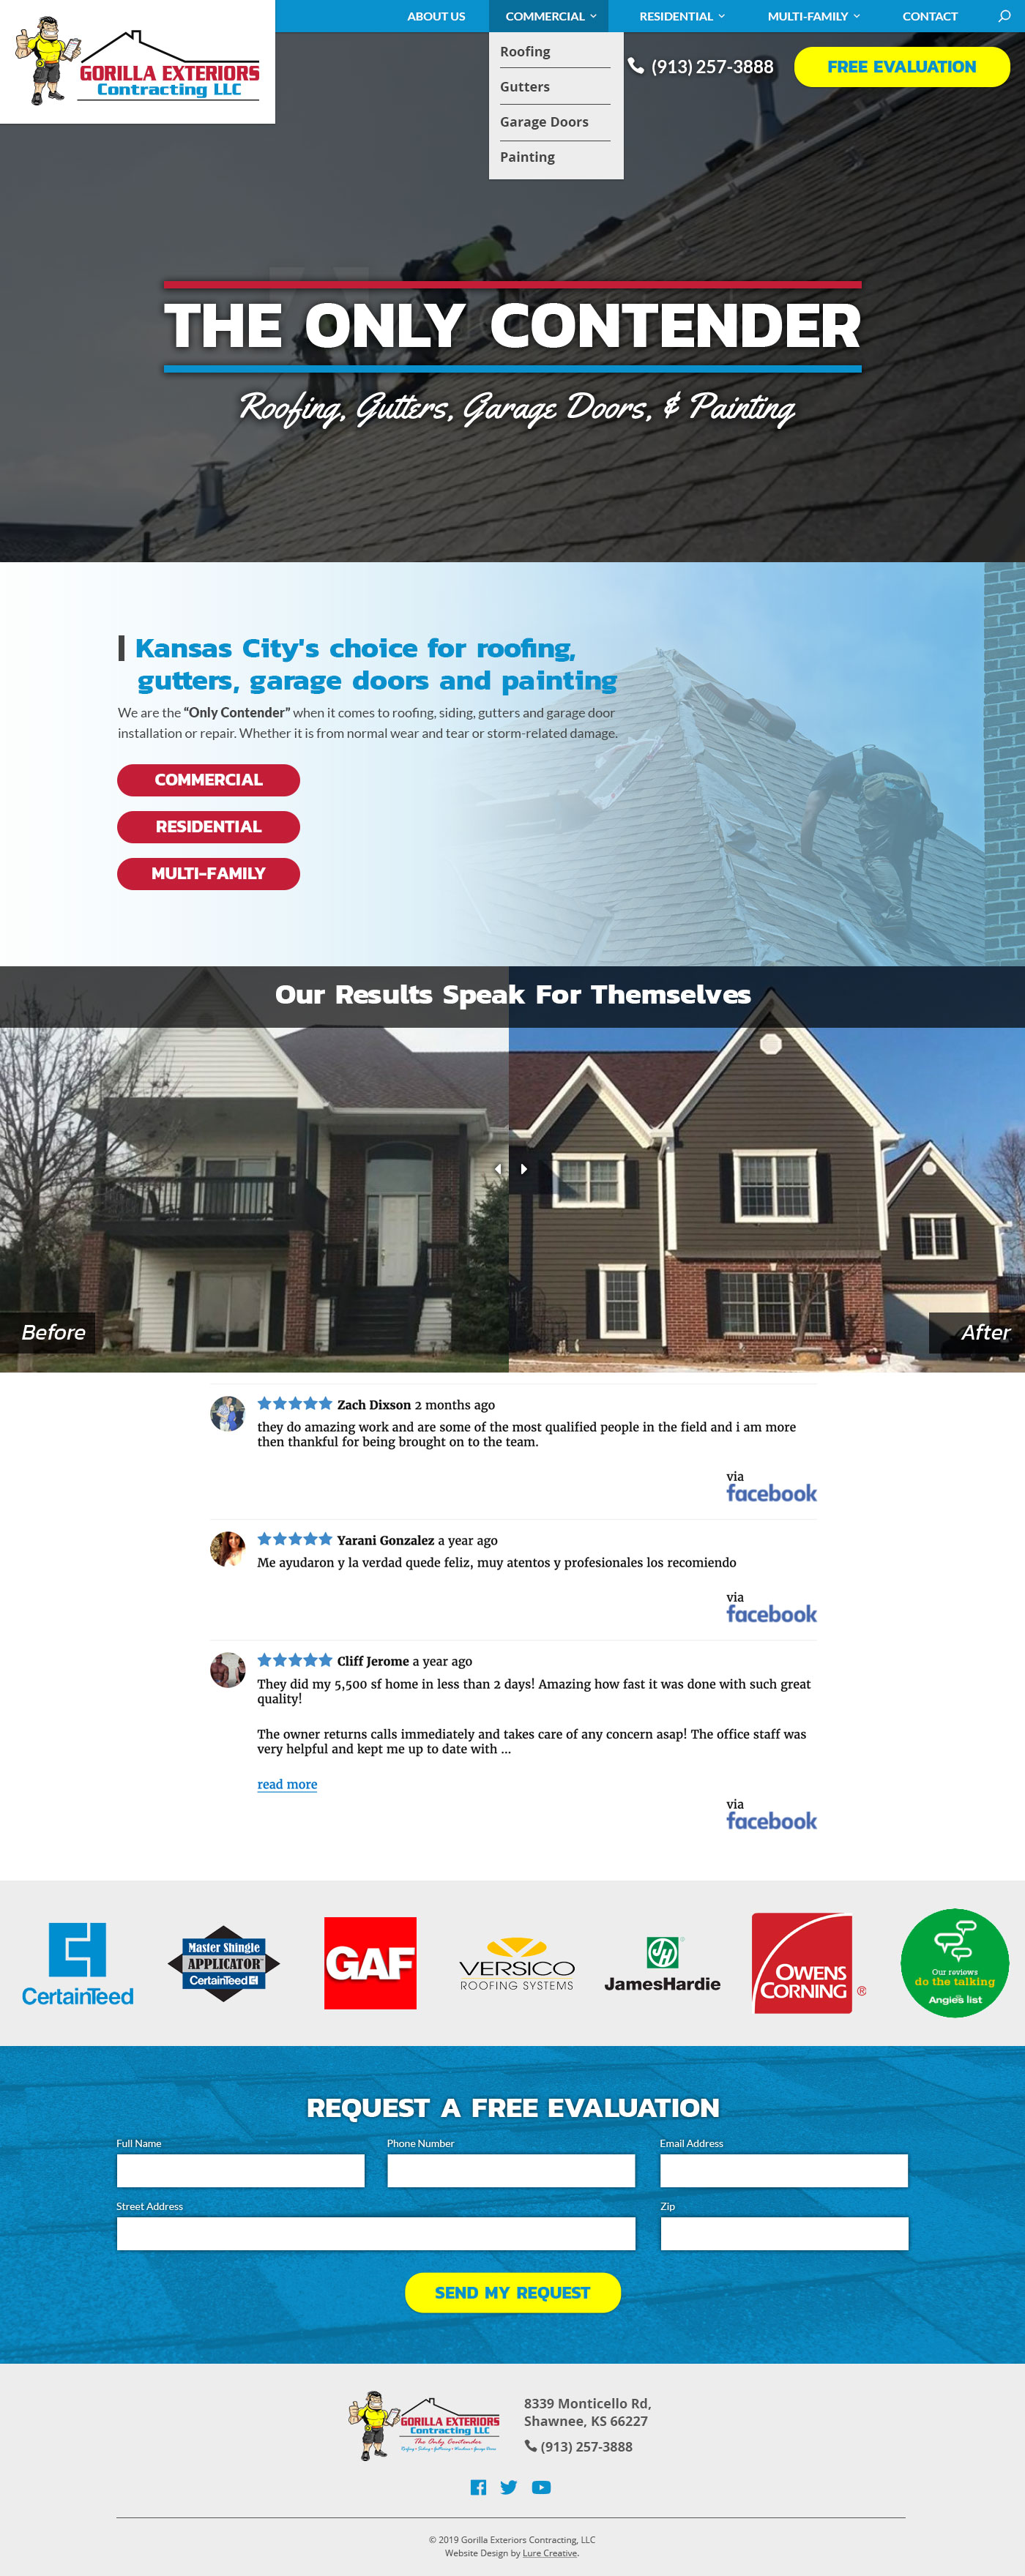 ABOUT US
COMMERCIAL
RESIDENTIAL
MULTI-FAMILY
CONTACT
GORILLA EXTERIORS
Contracting LLC
Roofing
Gutters
Garage Doors
Painting
(913) 257-3888
FREE EVALUATION
THE ONLY CONTENDER
Roofing, Gutters, Garage Doors, & Painting
Kansas City's choice for roofing,
gutters, garage doors and painting
We are the “Only Contender” when it comes to roofing, siding, gutters and garage door
installation or repair. Whether it is from normal wear and tear or storm-related damage.
COMMERCIAL
RESIDENTIAL
MULTI-FAMILY
Our Results Speak For Themselves
Before
After
Zach Dixson 2 months ago
they do amazing work and are some of the most qualified people in the field and i am more
then thankful for being brought on to the team.
via
facebook
Yarani Gonzalez a year ago
Me ayudaron y la verdad quede feliz, muy atentos y profesionales los recomiendo
via
facebook
Cliff Jerome a year ago
They did my 5,500 sf home in less than 2 days! Amazing how fast it was done with such great
quality!
The owner returns calls immediately and takes care of any concern asap! The office staff was
very helpful and kept me up to date with ...
read more
via
facebook
CertainTeed
Master Shingle
APPLICATOR
CertainTeed
GAF
VERSICO
ROOFING SYSTEMS
JH
JamesHardie
OWENS
CORNING
®
Our reviews
do the talking
Angies list
REQUEST A FREE EVALUATION
Full Name
Phone Number
Email Address
Street Address
Zip
SEND MY REQUEST
GORILLA EXTERIORS
Contracting LLC
The Only Contender
8339 Monticello Rd,
Shawnee, KS 66227
(913) 257-3888
© 2019 Gorilla Exteriors Contracting, LLC
Website Design by Lure Creative.